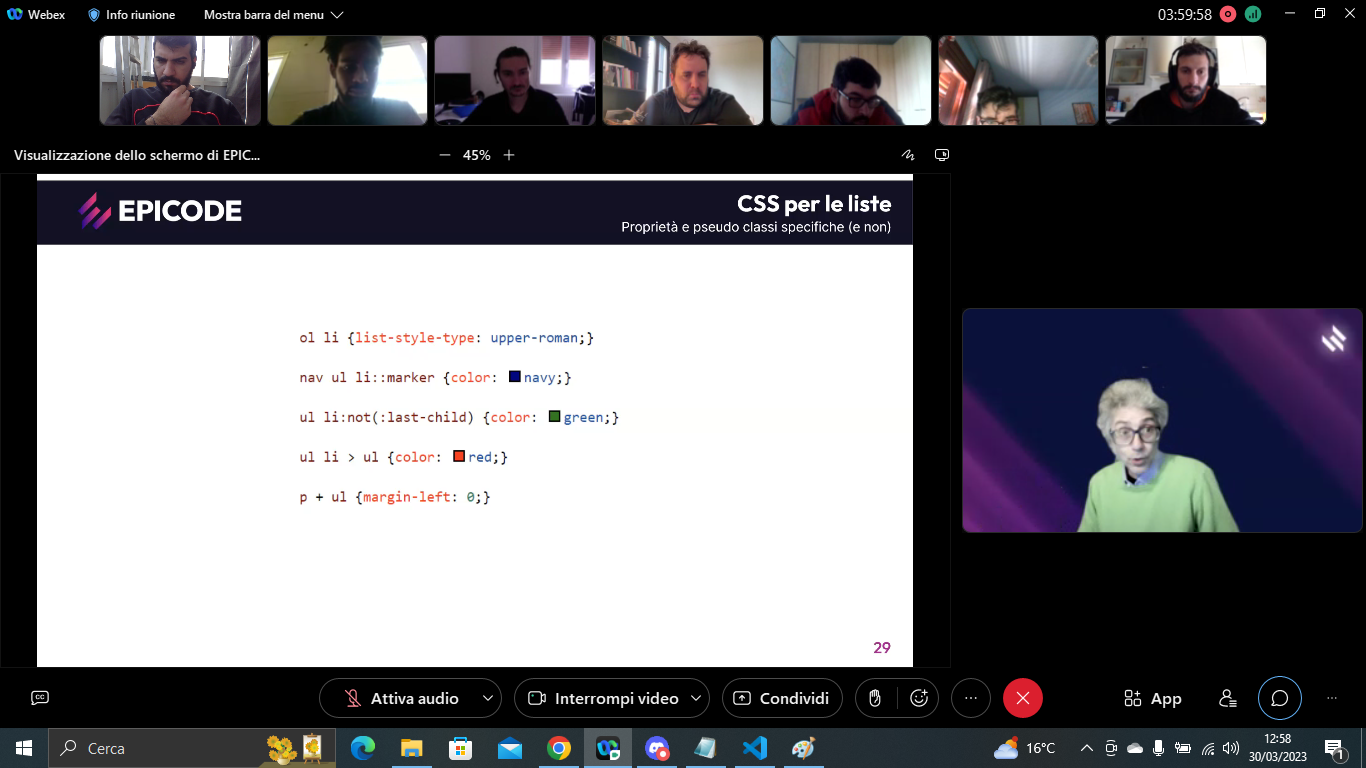 Webex
Info riunione
Mostra barra del menu
03:59:58
Visualizzazione dello schermo di EPIC...
45%
EPICODE
CSS per le liste
Proprietà e pseudo classi specifiche (e non)
ol li {list-style-type: upper-roman;}
nav ul li::marker {color: navy;}
ul li:not(:last-child) {color: green;}
ul li > ul {color: red;}
p + ul {margin-left: 0;}
29
CC
Attiva audio
Interrompi video
Condividi
App
Cerca
16°C
12:58
30/03/2023
1